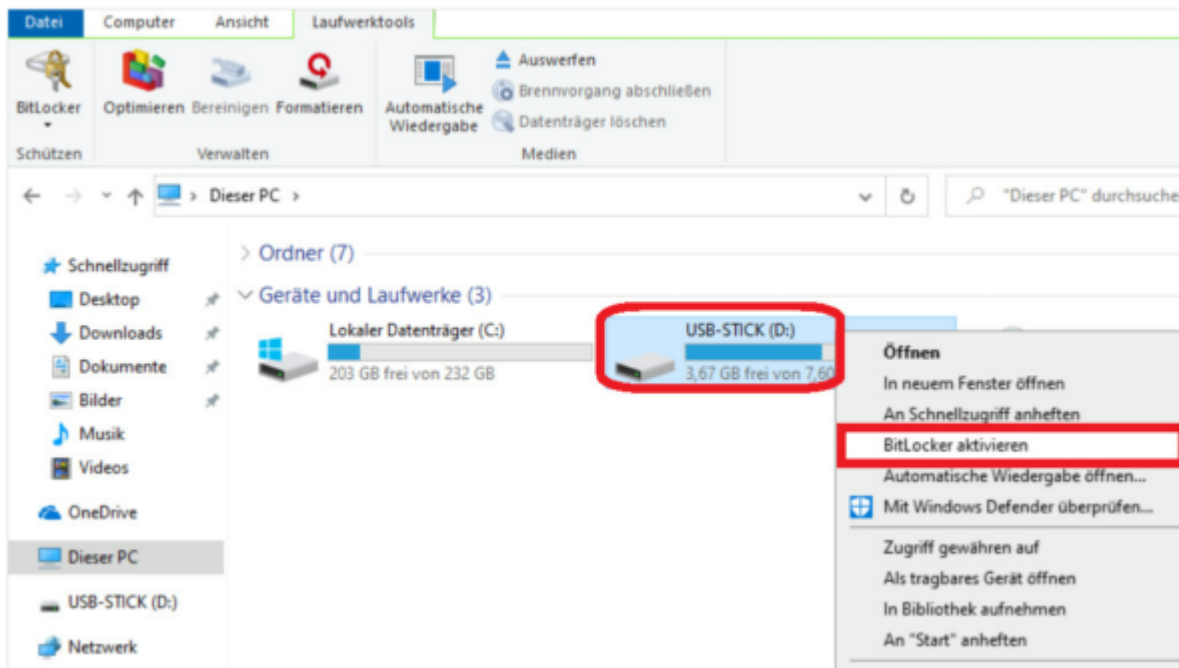 Datei Computer Ansicht Laufwerktools
BitLocker
Optimieren Bereinigen Formatieren
Automatische
Wiedergabe
Auswerfen
Brennvorgang abschließen
Datenträger löschen
Schützen Verwalten Medien
Dieser PC
"Dieser PC" durchsuche
Schnellzugriff
Desktop
Downloads
Dokumente
Bilder
Musik
Videos
OneDrive
Dieser PC
USB-STICK (D:)
Netzwerk
Ordner (7)
Geräte und Laufwerke (3)
Lokaler Datenträger (C:)
203 GB frei von 232 GB
USB-STICK (D:)
3,67 GB frei von 7,60
Öffnen
In neuem Fenster öffnen
An Schnellzugriff anheften
BitLocker aktivieren
Automatische Wiedergabe öffnen...
Mit Windows Defender überprüfen...
Zugriff gewähren auf
Als tragbares Gerät öffnen
In Bibliothek aufnehmen
An "Start" anheften